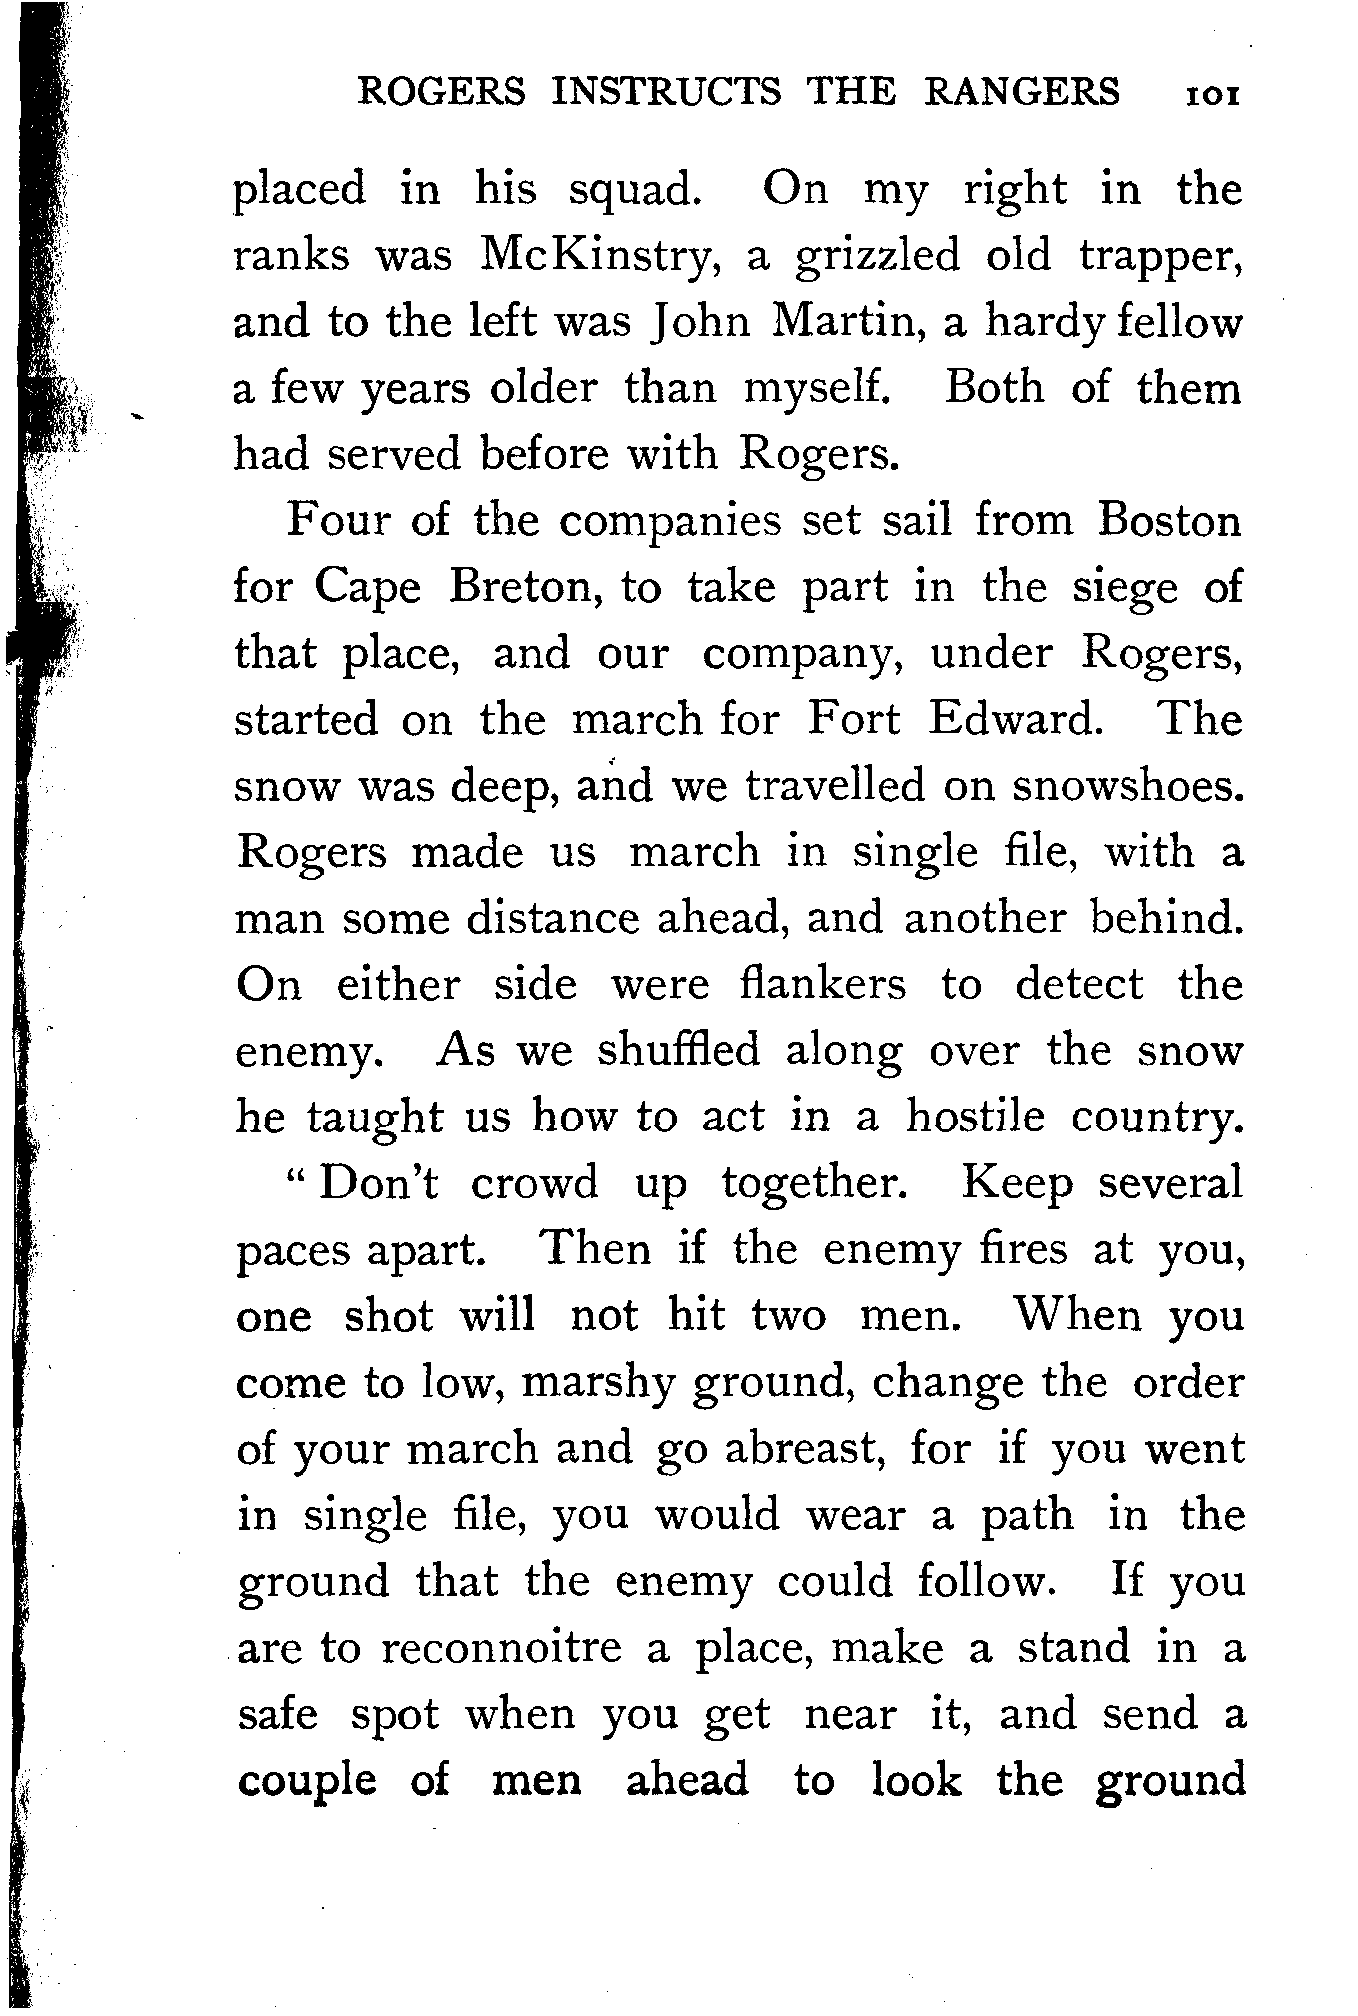 ROGERS INSTRUCTS THE RANGERS 101
placed in his squad. On my right in the
ranks was McKinstry, a grizzled old trapper,
and to the left was John Martin, a hardy fellow
a few years older than myself. Both of them
had served before with Rogers.
Four of the companies set sail from Boston
for Cape Breton, to take part in the siege of
that place, and our company, under Rogers,
started on the march for Fort Edward. The
snow was deep, and we travelled on snowshoes.
Rogers made us march in single file, with a
man some distance ahead, and another behind.
On either side were flankers to detect the
enemy. As we shuffled along over the snow
he taught us how to act in a hostile country.
“ Don't crowd up together. Keep several
paces apart. Then if the enemy fires at you,
one shot will not hit two men. When you
come to low, marshy ground, change the order
of your march and go abreast, for if you went
in single file, you would wear a path in the
ground that the enemy could follow. If you
are to reconnoitre a place, make a stand in a
safe spot when you get near it, and send a
couple of men ahead to look the ground